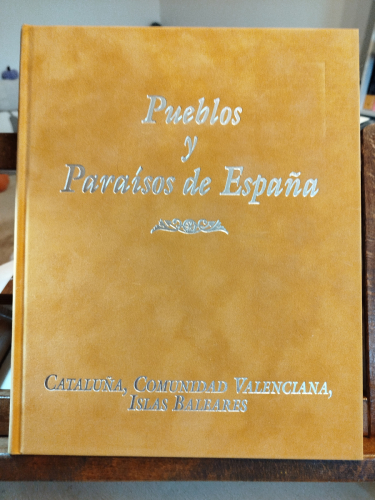 Pueblos
y
Paraísos de España
Cataluña, Comunidad Valenciana,
Islas Baleares